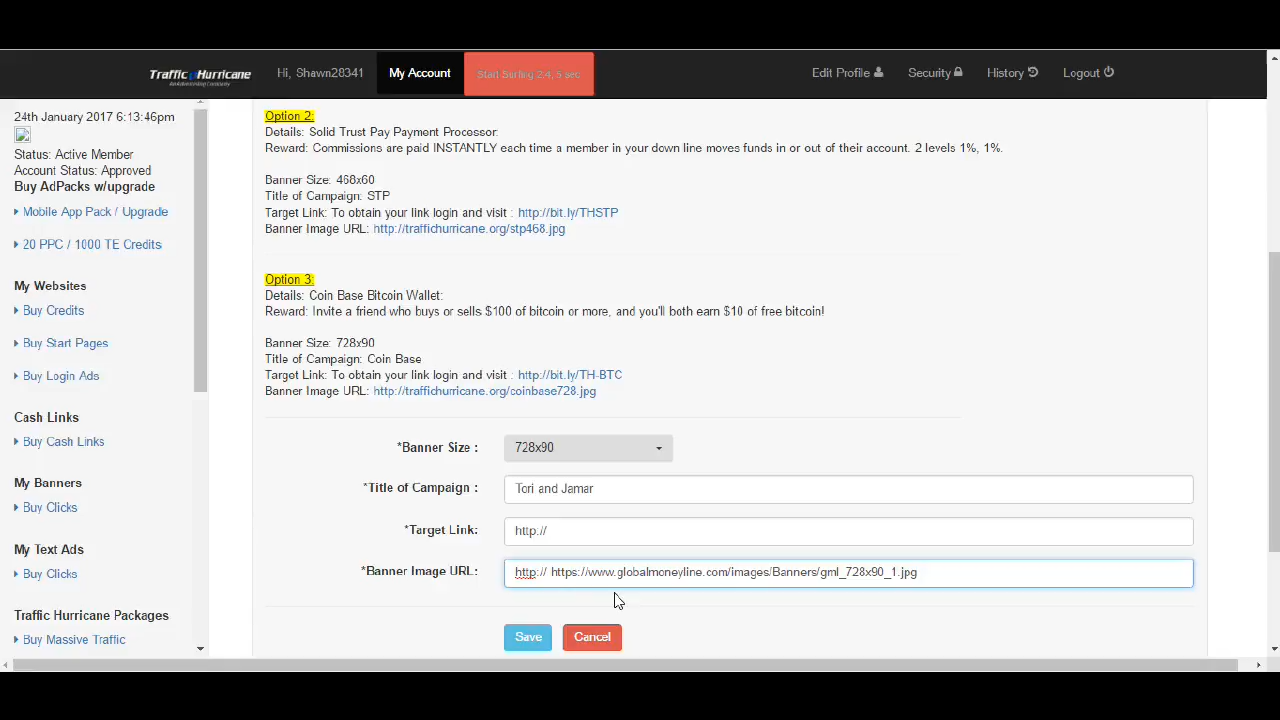 Traffic Hurricane
An Advertising Company
Hi, Shawn28341
My Account
Start Surfing 2,4, 5 sec
Edit Profile
Security
History
Logout
24th January 2017 6:13:46pm
Status: Active Member
Account Status: Approved
Buy AdPacks w/upgrade
Mobile App Pack / Upgrade
20 PPC / 1000 TE Credits
My Websites
Buy Credits
Buy Start Pages
Buy Login Ads
Cash Links
Buy Cash Links
My Banners
Buy Clicks
My Text Ads
Buy Clicks
Traffic Hurricane Packages
Buy Massive Traffic
Option 2:
Details: Solid Trust Pay Payment Processor:
Reward: Commissions are paid INSTANTLY each time a member in your down line moves funds in or out of their account. 2 levels 1%, 1%.
Banner Size: 468x60
Title of Campaign: STP
Target Link: To obtain your link login and visit : http://bit.ly/THSTP
Banner Image URL: http://traffichurricane.org/stp468.jpg
Option 3:
Details: Coin Base Bitcoin Wallet:
Reward: Invite a friend who buys or sells $100 of bitcoin or more, and you'll both earn $10 of free bitcoin!
Banner Size: 728x90
Title of Campaign: Coin Base
Target Link: To obtain your link login and visit : http://bit.ly/TH-BTC
Banner Image URL: http://traffichurricane.org/coinbase728.jpg
*Banner Size : 728x90
*Title of Campaign : Tori and Jamar
*Target Link: http://
*Banner Image URL: http:// https://www.globalmoneyline.com/images/Banners/gml_728x90_1.jpg
Save Cancel